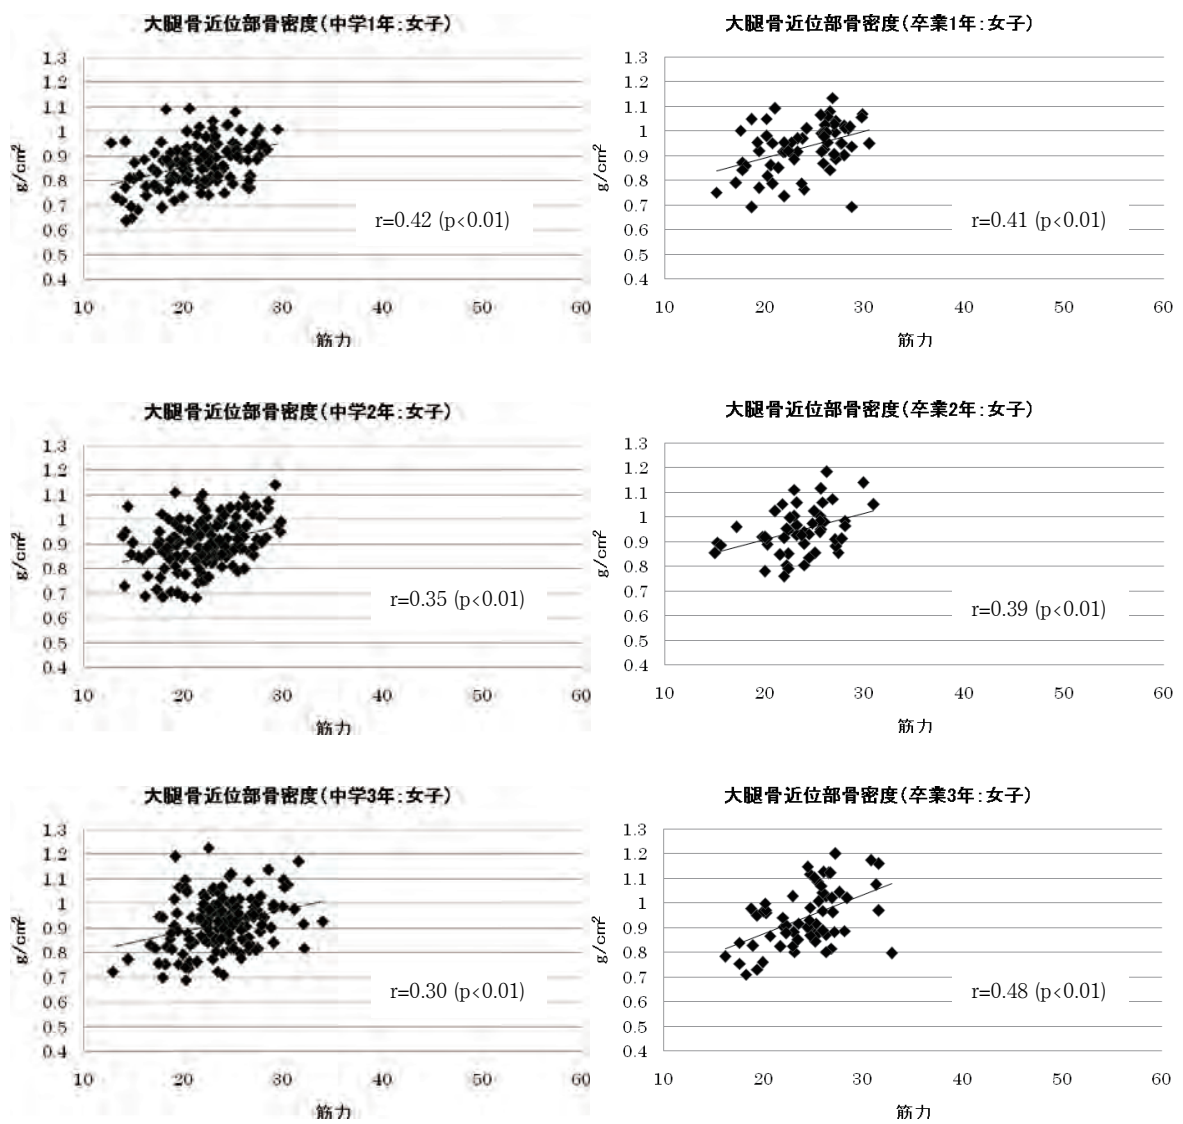 大腿骨近位部骨密度(中学1年:女子)
g/cm²
1.3
1.2
1.1
1
0.9
0.8
0.7
0.6
0.5
0.4
r=0.42 (p<0.01)
10 20 30 40 50 60
筋力
大腿骨近位部骨密度(卒業1年:女子)
g/cm²
1.3
1.2
1.1
1
0.9
0.8
0.7
0.6
0.5
0.4
r=0.41 (p<0.01)
10 20 30 40 50 60
筋力
大腿骨近位部骨密度(中学2年:女子)
g/cm²
1.3
1.2
1.1
1
0.9
0.8
0.7
0.6
0.5
0.4
r=0.35 (p<0.01)
10 20 30 40 50 60
筋力
大腿骨近位部骨密度(卒業2年:女子)
g/cm²
1.3
1.2
1.1
1
0.9
0.8
0.7
0.6
0.5
0.4
r=0.39 (p<0.01)
10 20 30 40 50 60
筋力
大腿骨近位部骨密度(中学3年:女子)
g/cm²
1.3
1.2
1.1
1
0.9
0.8
0.7
0.6
0.5
0.4
r=0.30 (p<0.01)
10 20 30 40 50 60
筋力
大腿骨近位部骨密度(卒業3年:女子)
g/cm²
1.3
1.2
1.1
1
0.9
0.8
0.7
0.6
0.5
0.4
r=0.48 (p<0.01)
10 20 30 40 50 60
筋力